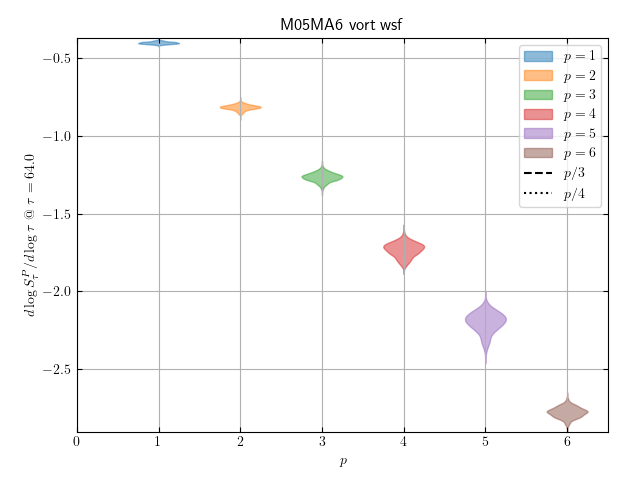 M05MA6 vort wsf
−0.5
−1.0
−1.5
−2.0
−2.5
d log S_τ^P / d log τ @ τ = 64.0
0 1 2 3 4 5 6
p
p = 1
p = 2
p = 3
p = 4
p = 5
p = 6
p/3
p/4